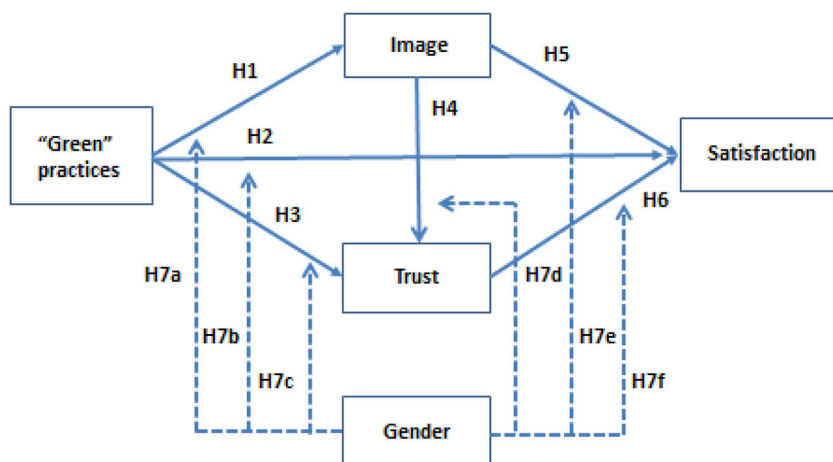 Image
H5
H1
H4
"Green"
practices
H2
Satisfaction
H3
H6
H7a
Trust
H7d
H7b
H7e
H7c
H7f
Gender